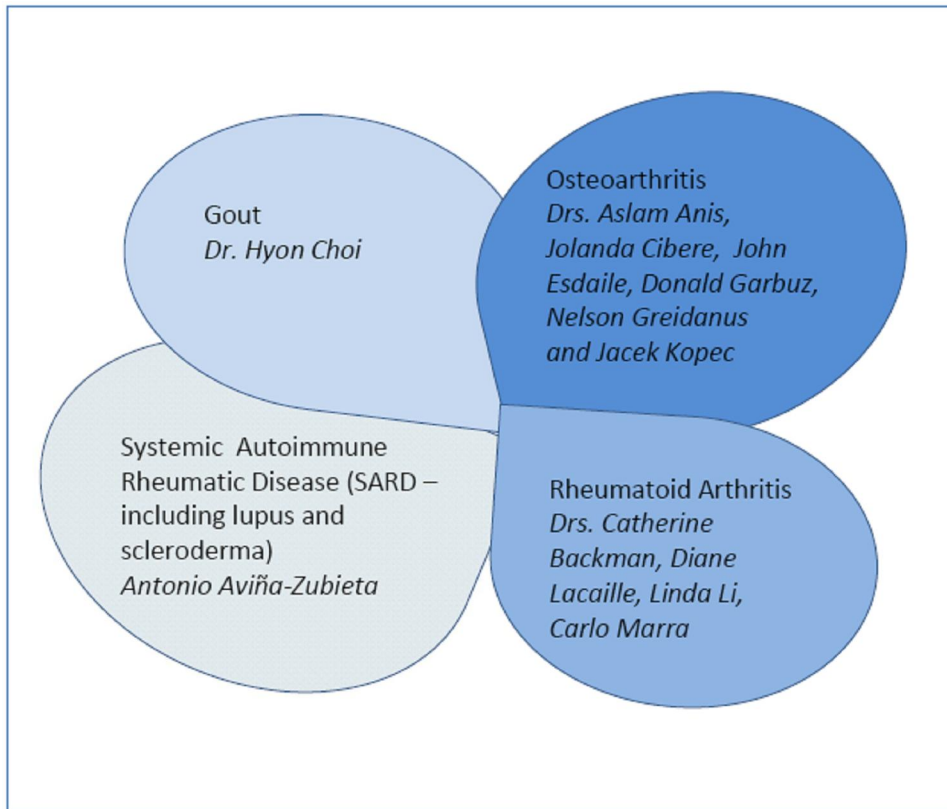 Gout
Dr. Hyon Choi
Osteoarthritis
Drs. Aslam Anis,
Jolanda Cibere, John
Esdaile, Donald Garbuz,
Nelson Greidanus
and Jacek Kopec
Systemic Autoimmune
Rheumatic Disease (SARD –
including lupus and
scleroderma)
Antonio Aviña-Zubieta
Rheumatoid Arthritis
Drs. Catherine
Backman, Diane
Lacaille, Linda Li,
Carlo Marra